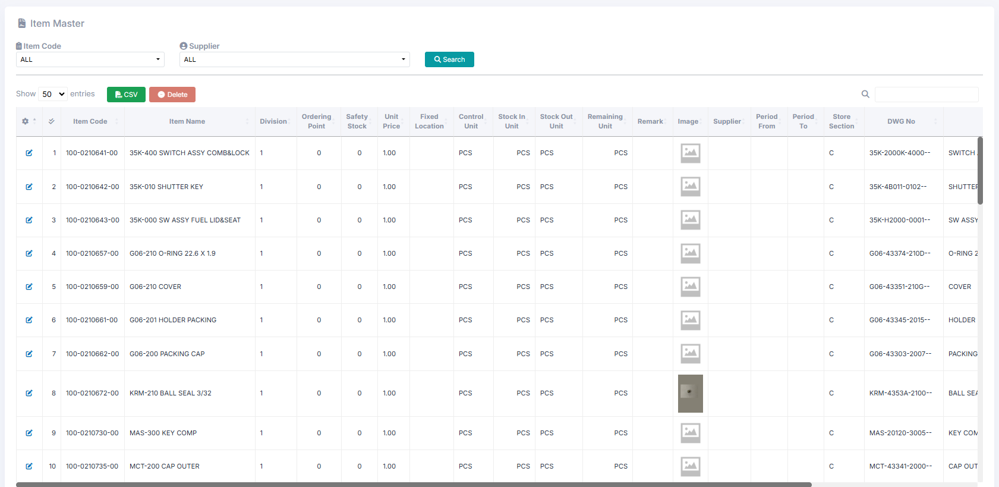 Item Master
Item Code Supplier
ALL ALL Search
Show 50 entries CSV Delete
Item Code Item Name Division Ordering Point Safety Stock Unit Price Fixed Location Control Unit Stock In Unit Stock Out Unit Remaining Unit Remark Image Supplier Period From Period To Store Section DWG No
1 100-0210641-00 35K-400 SWITCH ASSY COMB&LOCK 1 0 0 1.00 PCS PCS PCS PCS C 35K-2000K-4000-- SWITCH
2 100-0210642-00 35K-010 SHUTTER KEY 1 0 0 1.00 PCS PCS PCS PCS C 35K-4B011-0102-- SHUTTER
3 100-0210643-00 35K-000 SW ASSY FUEL LID&SEAT 1 0 0 1.00 PCS PCS PCS PCS C 35K-H2000-0001-- SW ASSY
4 100-0210657-00 G06-210 O-RING 22.6 X 1.9 1 0 0 1.00 PCS PCS PCS PCS C G06-43374-210D-- O-RING 2
5 100-0210659-00 G06-210 COVER 1 0 0 1.00 PCS PCS PCS PCS C G06-43351-210G-- COVER
6 100-0210661-00 G06-201 HOLDER PACKING 1 0 0 1.00 PCS PCS PCS PCS C G06-43345-2015-- HOLDER
7 100-0210662-00 G06-200 PACKING CAP 1 0 0 1.00 PCS PCS PCS PCS C G06-43303-2007-- PACKING
8 100-0210672-00 KRM-210 BALL SEAL 3/32 1 0 0 1.00 PCS PCS PCS PCS C KRM-4353A-2100-- BALL SEA
9 100-0210730-00 MAS-300 KEY COMP 1 0 0 1.00 PCS PCS PCS PCS C MAS-20120-3005-- KEY COM
10 100-0210735-00 MCT-200 CAP OUTER 1 0 0 1.00 PCS PCS PCS PCS C MCT-43341-2000-- CAP OUT